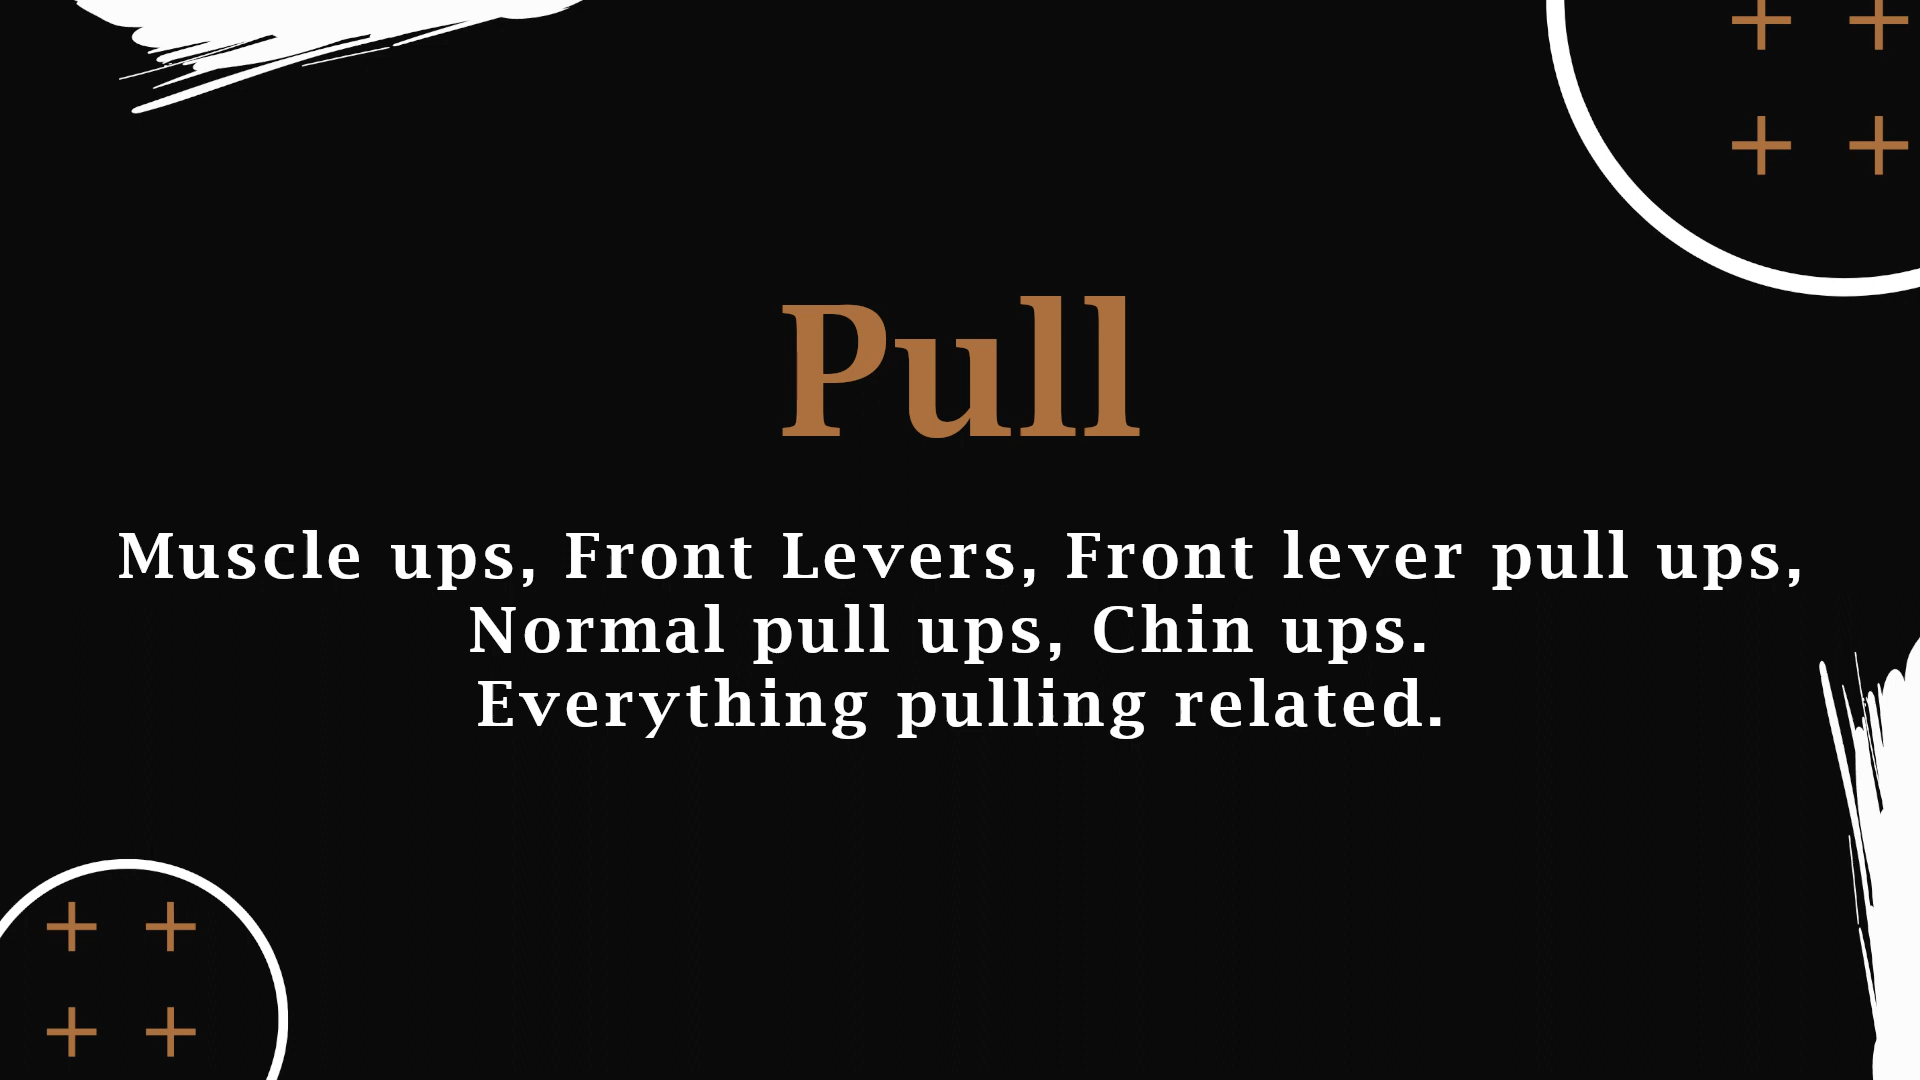 Pull
Muscle ups, Front Levers, Front lever pull ups,
Normal pull ups, Chin ups.
Everything pulling related.